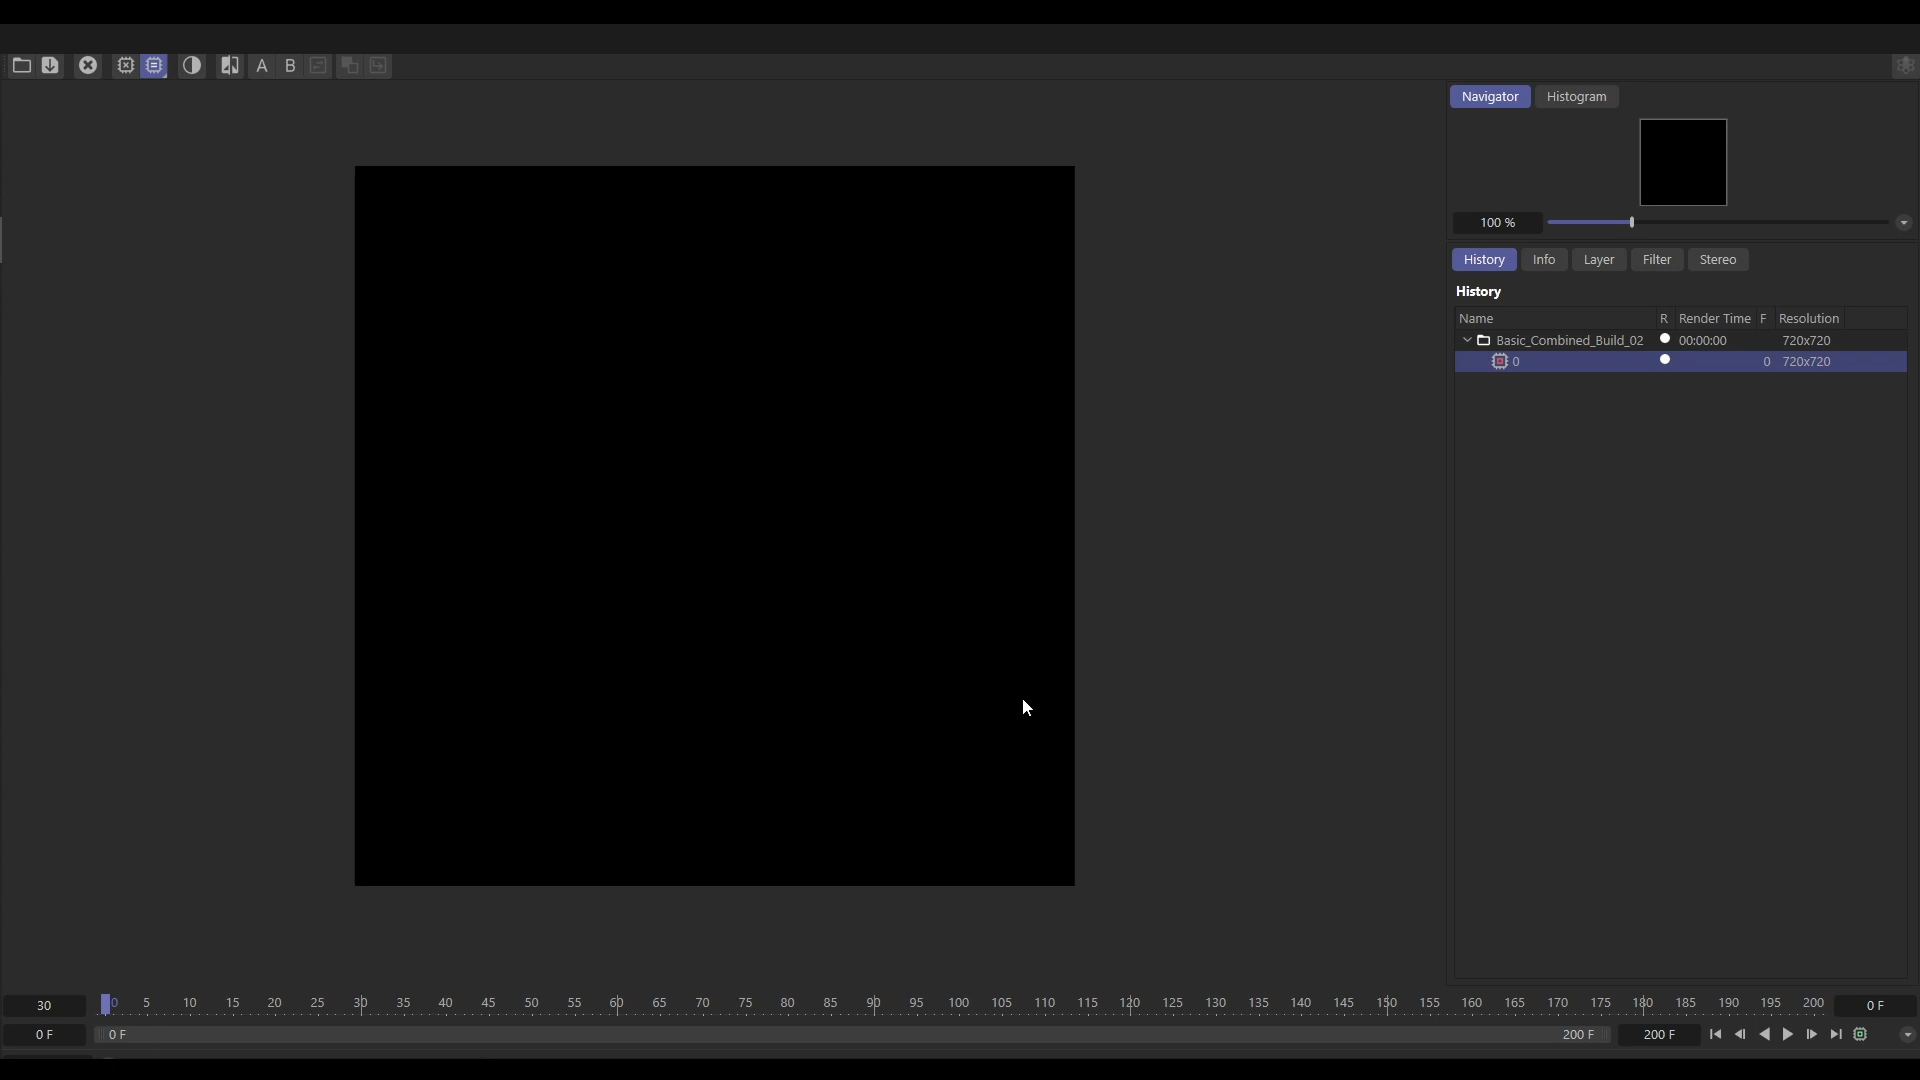 A B
Navigator Histogram
100 %
History Info Layer Filter Stereo
History
Name R Render Time F Resolution
Basic_Combined_Build_02 00:00:00 720x720
0 0 720x720
30 0 5 10 15 20 25 30 35 40 45 50 55 60 65 70 75 80 85 90 95 100 105 110 115 120 125 130 135 140 145 150 155 160 165 170 175 180 185 190 195 200 0 F
0 F 0 F 200 F 200 F